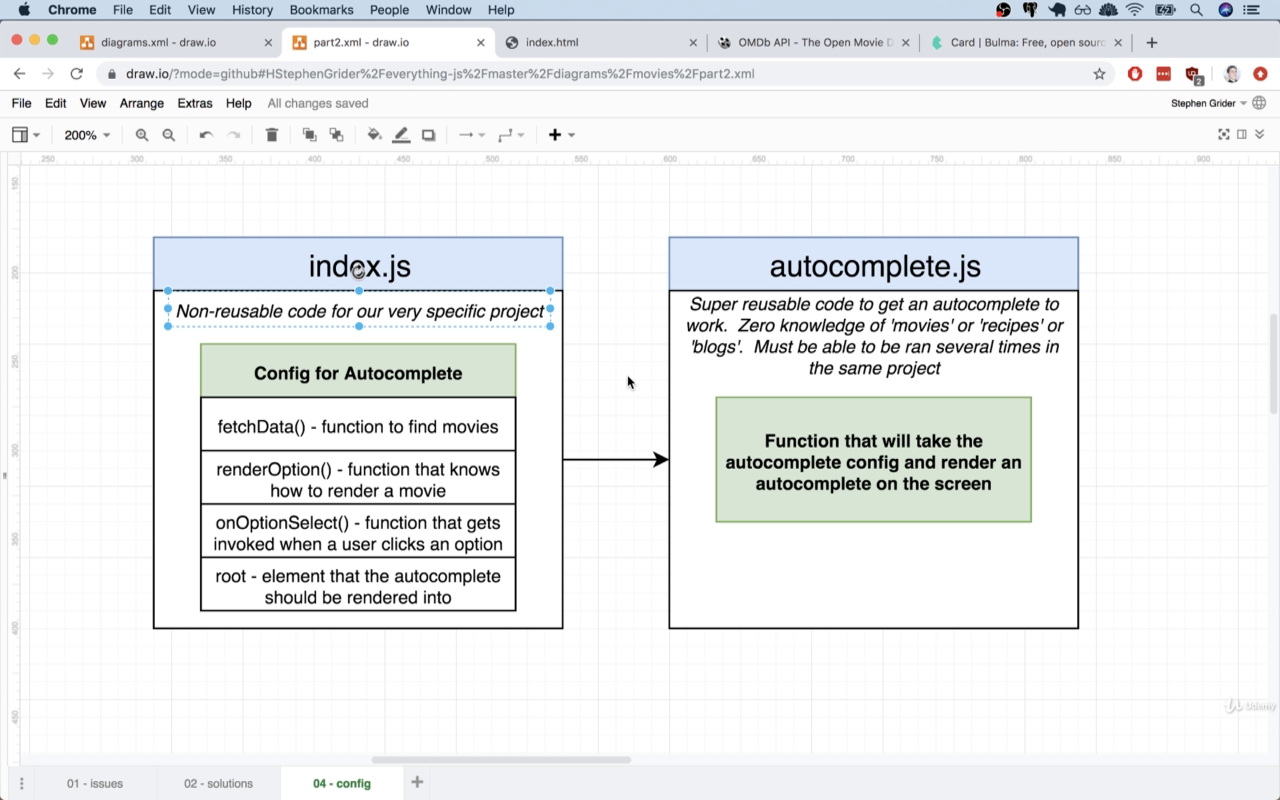 Chrome File Edit View History Bookmarks People Window Help
diagrams.xml - draw.io
part2.xml - draw.io
index.html
OMDb API - The Open Movie D
Card | Bulma: Free, open sourc
draw.io/?mode=github#HStephenGrider%2Feverything-js%2Fmaster%2Fdiagrams%2Fmovies%2Fpart2.xml
2
File Edit View Arrange Extras Help All changes saved
Stephen Grider
200%
250 300 350 400 450 500 550 600 650 700 750 800 850 900
150
200
250
300
350
400
450
index.js
Non-reusable code for our very specific project
Config for Autocomplete
fetchData() - function to find movies
renderOption() - function that knows
how to render a movie
onOptionSelect() - function that gets
invoked when a user clicks an option
root - element that the autocomplete
should be rendered into
autocomplete.js
Super reusable code to get an autocomplete to
work. Zero knowledge of 'movies' or 'recipes' or
'blogs'. Must be able to be ran several times in
the same project
Function that will take the
autocomplete config and render an
autocomplete on the screen
Udemy
01 - issues
02 - solutions
04 - config